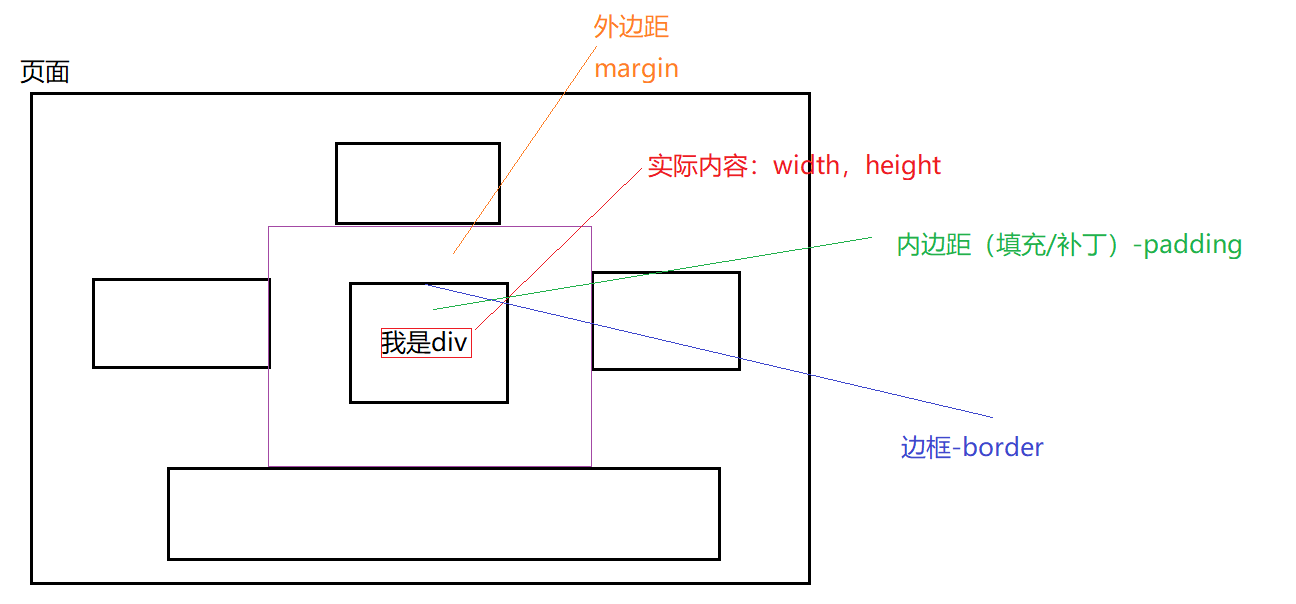 外边距
margin
页面
实际内容：width，height
内边距（填充/补丁）-padding
我是div
边框-border